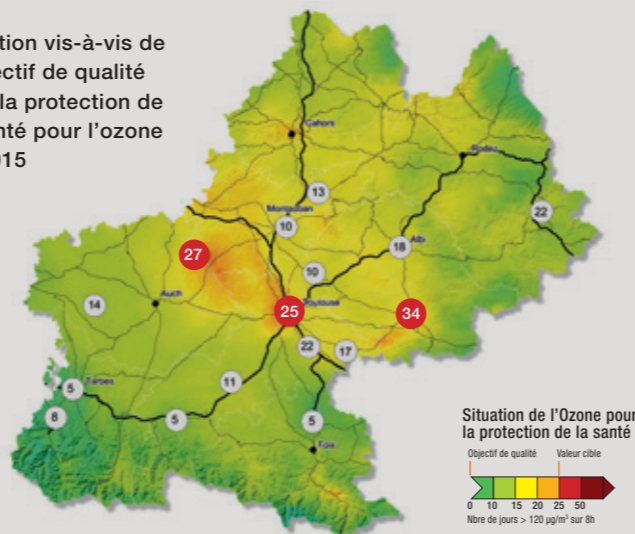 tion vis-à-vis de
ectif de qualité
la protection de
nté pour l'ozone
015
Cahors
Rodez
13
Montauban
10
22
18
Albi
27
10
14
Auch
25
Toulouse
34
22
17
11
Tarbes
5
5
5
8
Foix
Situation de l'Ozone pour
la protection de la santé
Objectif de qualité
Valeur cible
0 10 15 20 25 50
Nbre de jours > 120 µg/m³ sur 8h